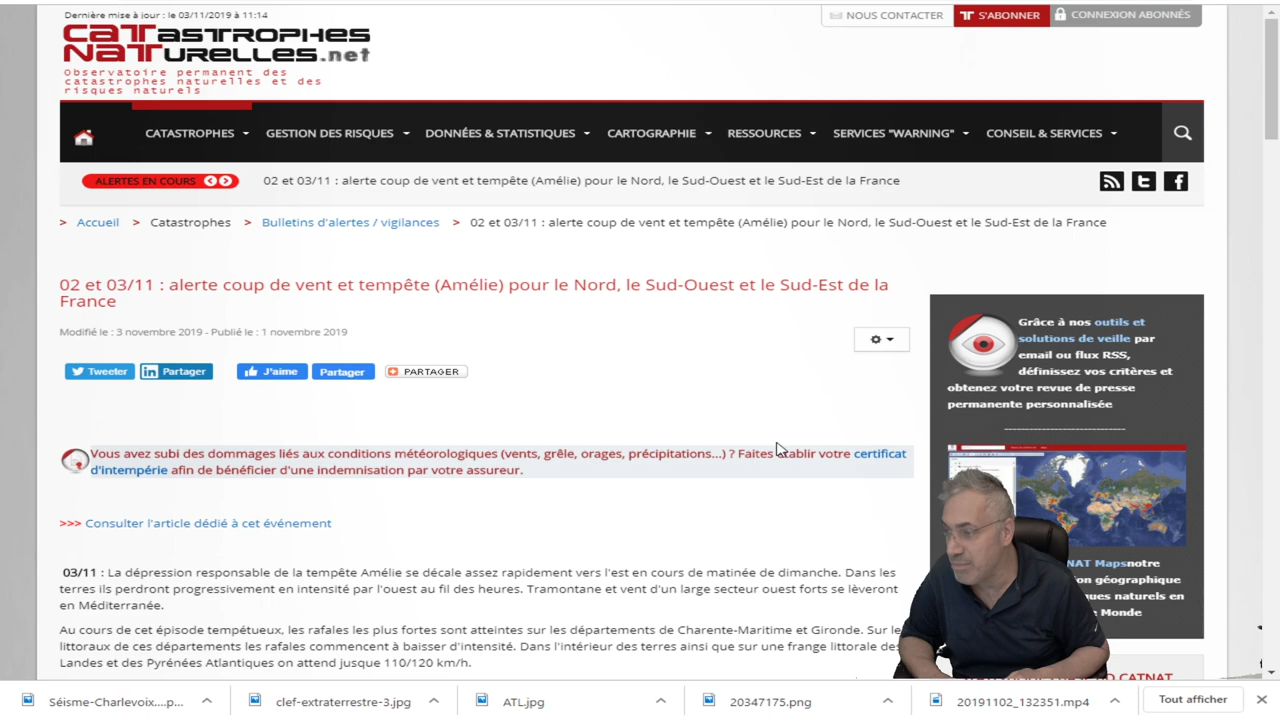 Dernière mise à jour : le 03/11/2019 à 11:14
NOUS CONTACTER
S'ABONNER
CONNEXION ABONNÉS
CATASTROPHES
NATURELLES.net
Observatoire permanent des
catastrophes naturelles et des
risques naturels
CATASTROPHES
GESTION DES RISQUES
DONNÉES & STATISTIQUES
CARTOGRAPHIE
RESSOURCES
SERVICES "WARNING"
CONSEIL & SERVICES
ALERTES EN COURS
02 et 03/11 : alerte coup de vent et tempête (Amélie) pour le Nord, le Sud-Ouest et le Sud-Est de la France
> Accueil > Catastrophes > Bulletins d'alertes / vigilances > 02 et 03/11 : alerte coup de vent et tempête (Amélie) pour le Nord, le Sud-Ouest et le Sud-Est de la France
02 et 03/11 : alerte coup de vent et tempête (Amélie) pour le Nord, le Sud-Ouest et le Sud-Est de la
France
Modifié le : 3 novembre 2019 - Publié le : 1 novembre 2019
Tweeter
Partager
J'aime
Partager
PARTAGER
Vous avez subi des dommages liés aux conditions météorologiques (vents, grêle, orages, précipitations...) ? Faites établir votre certificat
d'intempérie afin de bénéficier d'une indemnisation par votre assureur.
>>> Consulter l'article dédié à cet événement
03/11 : La dépression responsable de la tempête Amélie se décale assez rapidement vers l'est en cours de matinée de dimanche. Dans les
terres ils perdront progressivement en intensité par l'ouest au fil des heures. Tramontane et vent d'un large secteur ouest forts se lèveront
en Méditerranée.
Au cours de cet épisode tempétueux, les rafales les plus fortes sont atteintes sur les départements de Charente-Maritime et Gironde. Sur le
littoraux de ces départements les rafales commencent à baisser d'intensité. Dans l'intérieur des terres ainsi que sur une frange littorale des
Landes et des Pyrénées Atlantiques on attend jusque 110/120 km/h.
Grâce à nos outils et
solutions de veille par
email ou flux RSS,
définissez vos critères et
obtenez votre revue de presse
permanente personnalisée
NAT Mapsnotre
on géographique
ques naturels en
Monde
CATNAT
Séisme-Charlevoix....p...
clef-extraterrestre-3.jpg
ATL.jpg
20347175.png
20191102_132351.mp4
Tout afficher